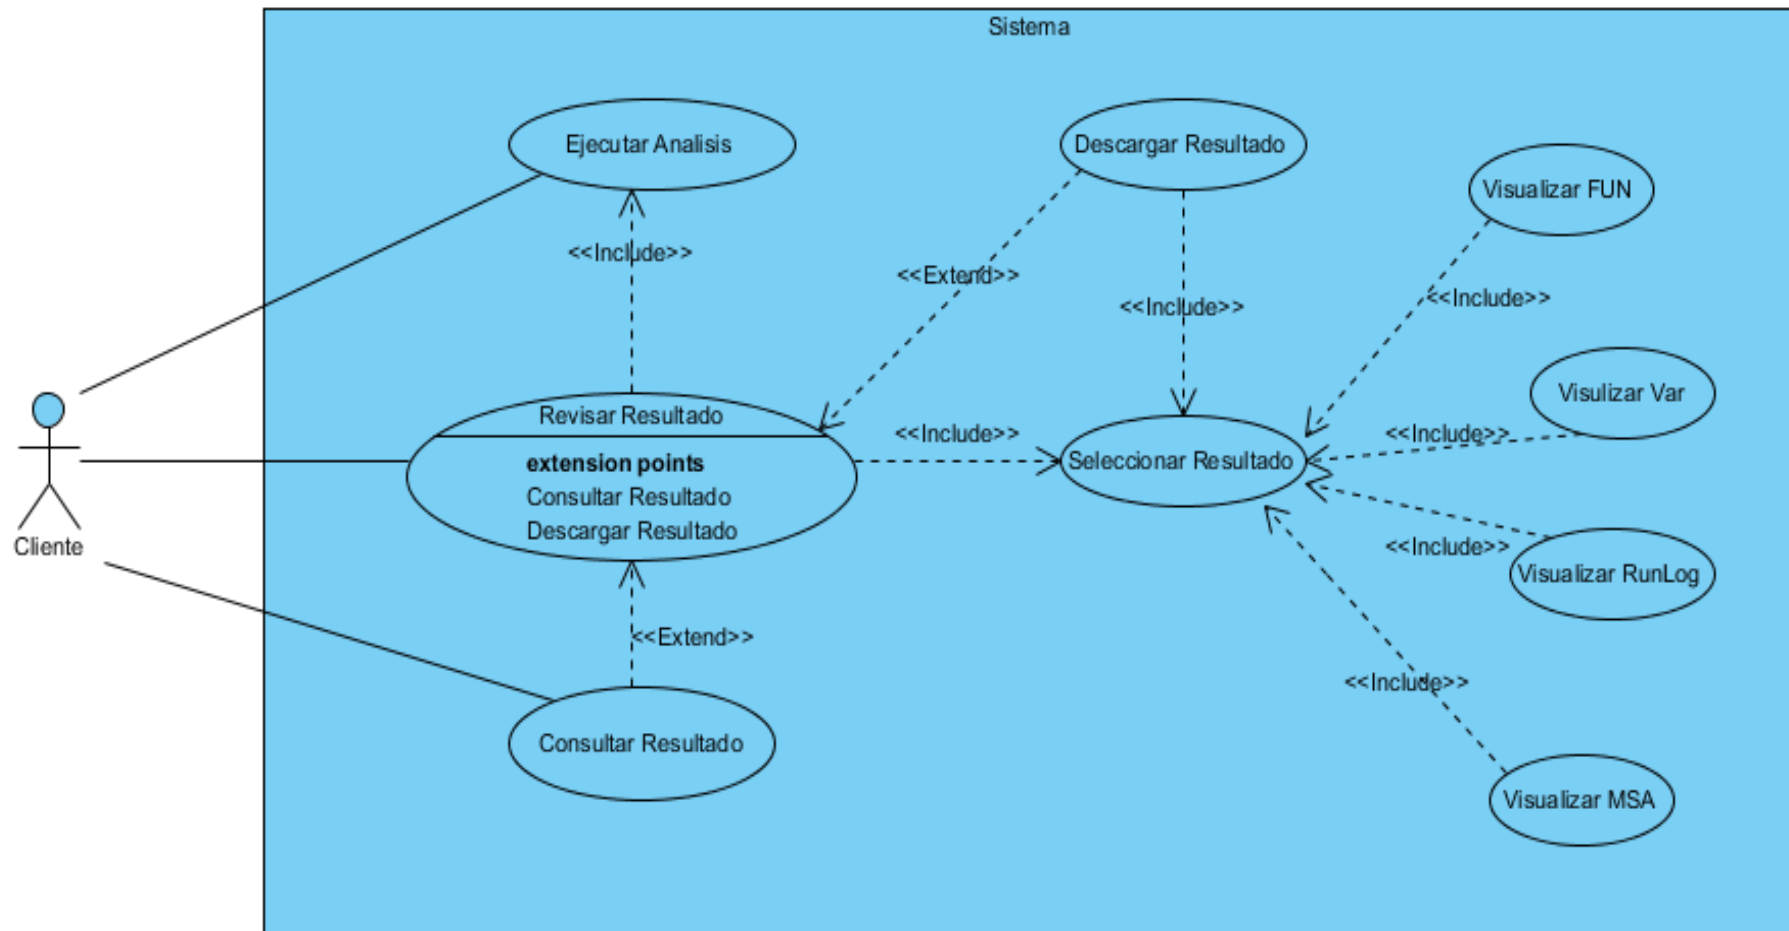 Sistema
Ejecutar Analisis
Descargar Resultado
Visualizar FUN
<<Include>>
<<Extend>>
<<Include>>
<<Include>>
Visulizar Var
Revisar Resultado
<<Include>>
<<Include>>
extension points
Seleccionar Resultado
Consultar Resultado
Descargar Resultado
Cliente
<<Include>>
Visualizar RunLog
<<Extend>>
<<Include>>
Consultar Resultado
Visualizar MSA